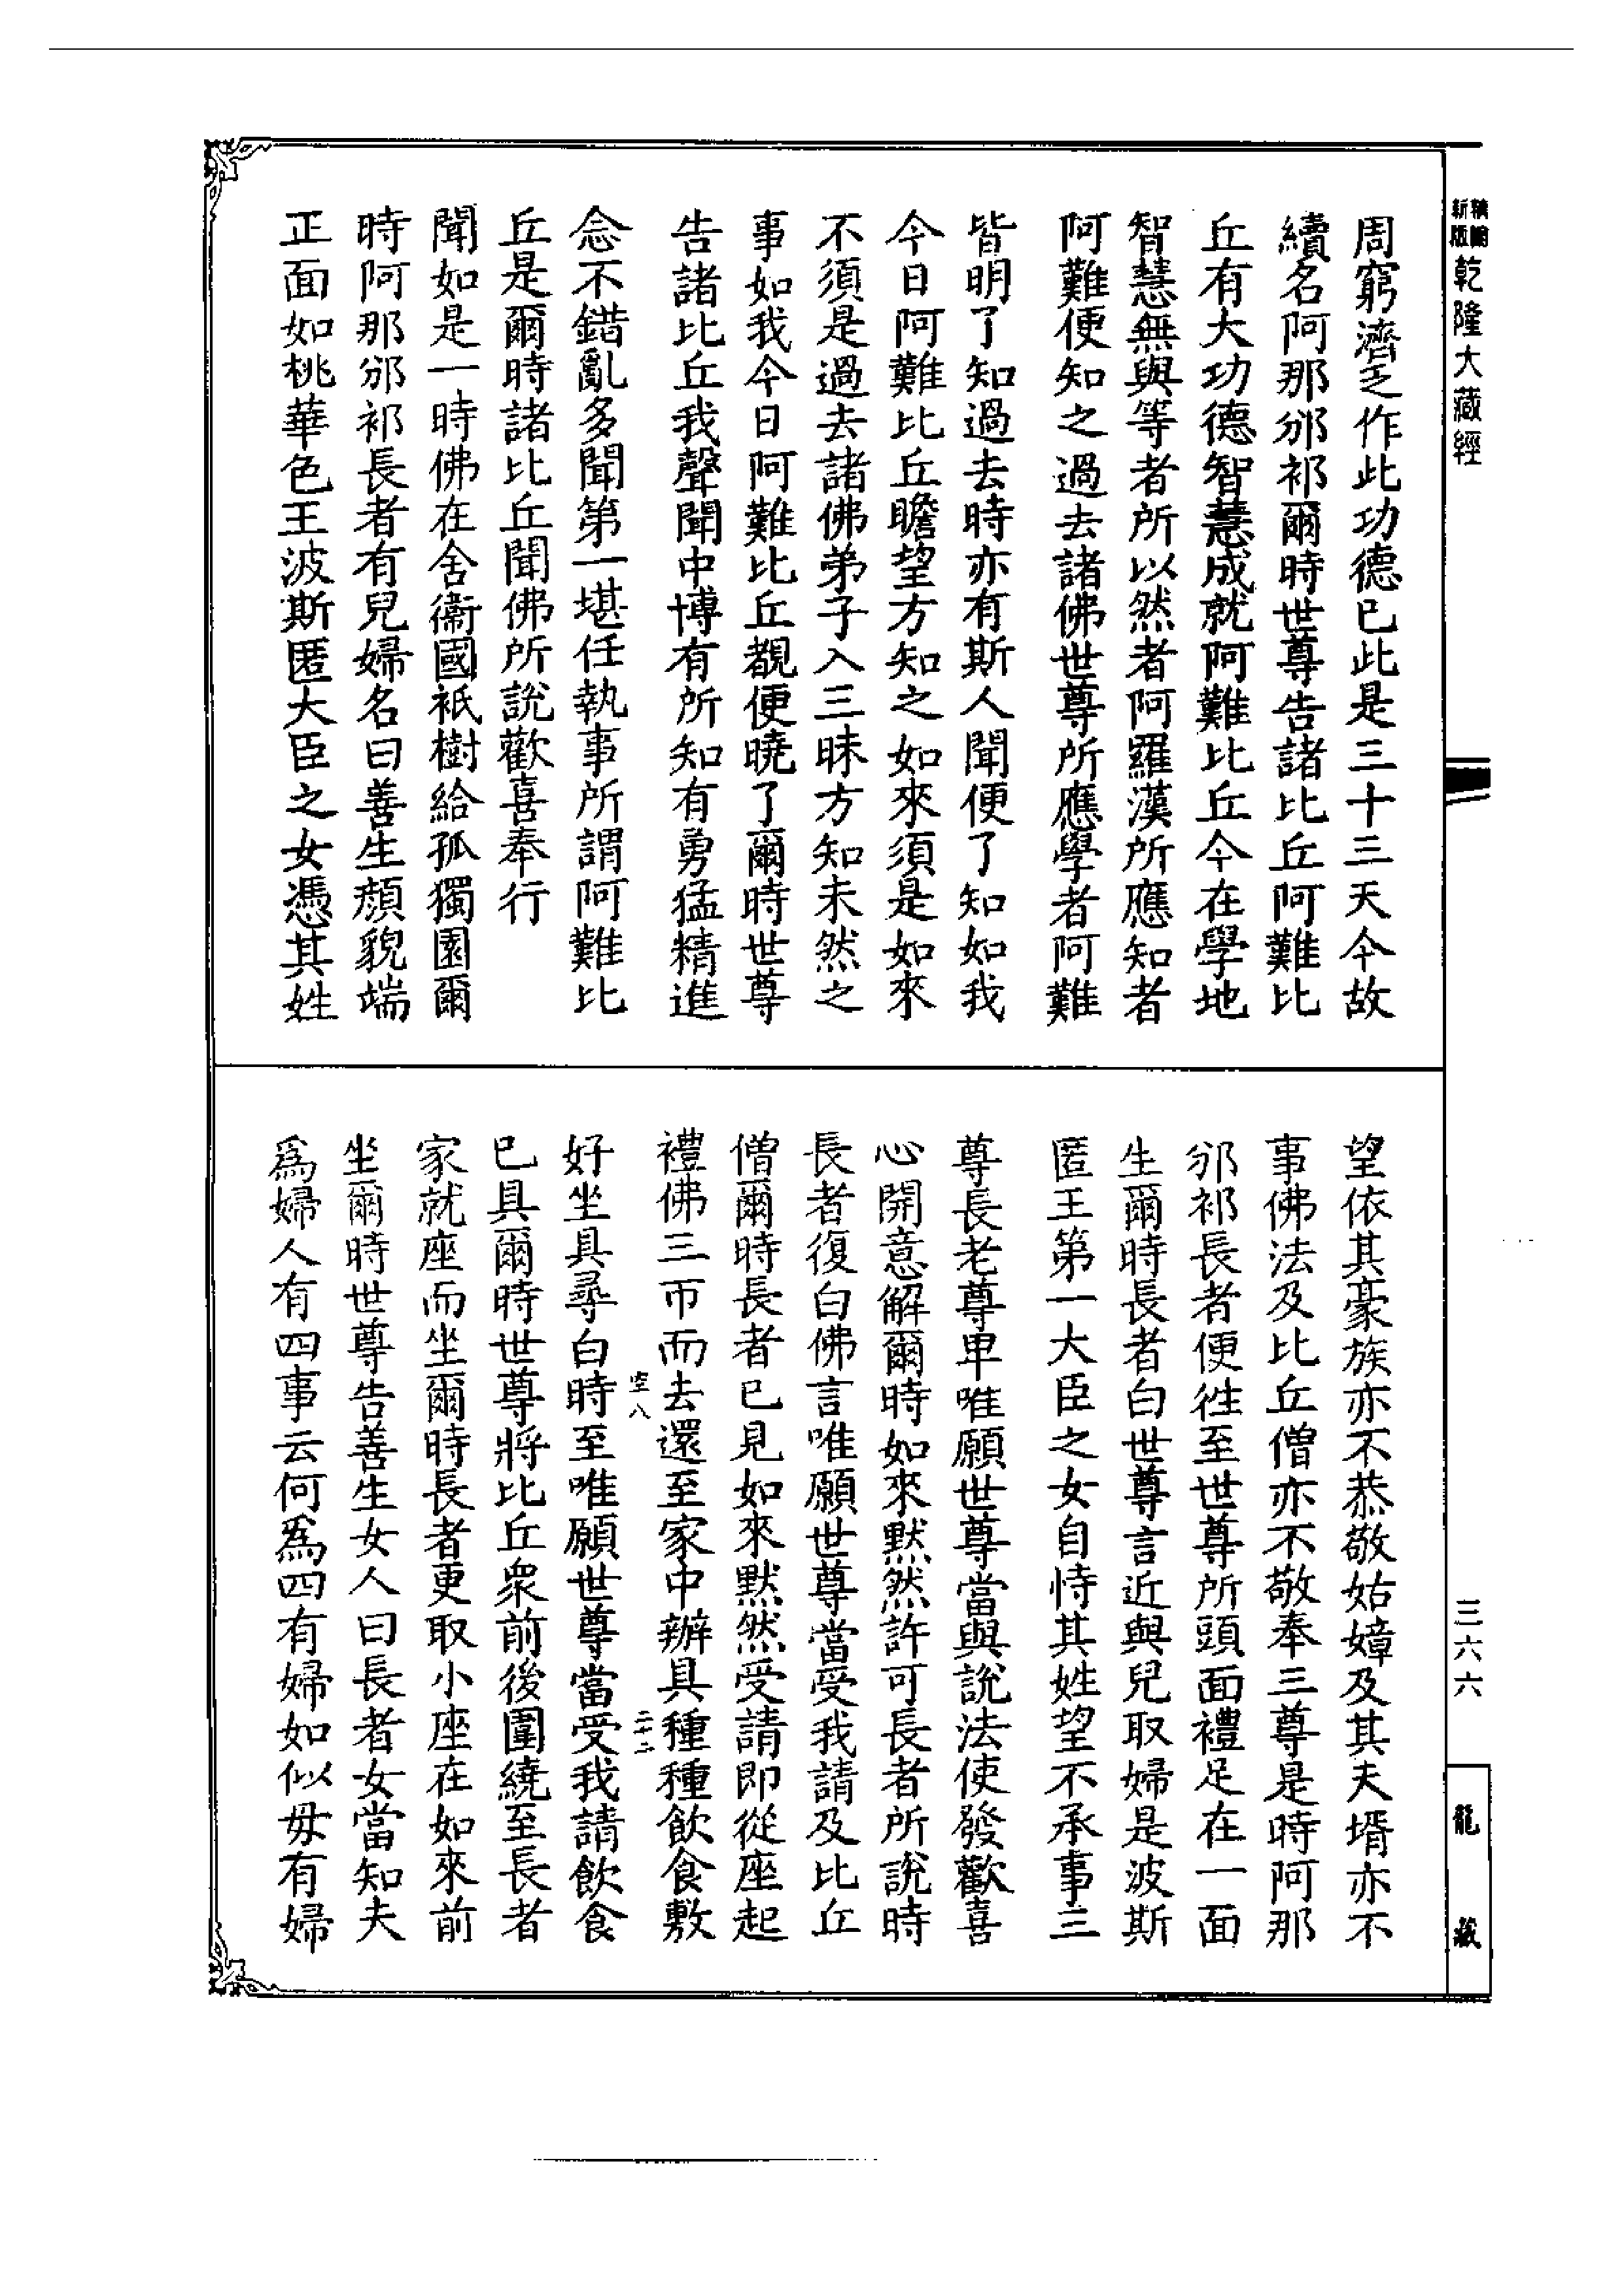 新版
乾隆大藏經
周窮濟乏作此功德已此是三十三天今故
續名阿那邠祁爾時世尊告諸比丘阿難比
丘有大功德智慧成就阿難比丘今在學地
智慧無與等者所以然者阿羅漢所應知者
阿難便知之過去諸佛世尊所應學者阿難
皆明了知過去時亦有斯人聞便了知如我
今日阿難比丘瞻望方知之如來須是如來
不須是過去諸佛弟子入三昧方知未然之
事如我今日阿難比丘覩便曉了爾時世尊
告諸比丘我聲聞中博有所知有勇猛精進
念不錯亂多聞第一堪任執事所謂阿難比
丘是爾時諸比丘聞佛所說歡喜奉行
聞如是一時佛在舍衞國祇樹給孤獨園爾
時阿那邠祁長者有兒婦名曰善生顏貌端
正面如桃華色王波斯匿大臣之女憑其姓
望依其豪族亦不恭敬姑嫜及其夫壻亦不
事佛法及比丘僧亦不敬奉三尊是時阿那
邠祁長者便徃至世尊所頭面禮足在一面
生爾時長者白世尊言近與兒取婦是波斯
匿王第一大臣之女自恃其姓望不承事三
尊長老尊卑唯願世尊當與說法使發歡喜
心開意解爾時如來默然許可長者所說時
長者復白佛言唯願世尊當受我請及比丘
僧爾時長者已見如來默然受請即從座起
禮佛三帀而去還至家中辦具種種飲食敷
空八
二十二
好坐具尋白時至唯願世尊當受我請飲食
已具爾時世尊將比丘衆前後圍繞至長者
家就座而坐爾時長者更取小座在如來前
坐爾時世尊告善生女人曰長者女當知夫
爲婦人有四事云何爲四有婦如似毋有婦
三六六
龍藏